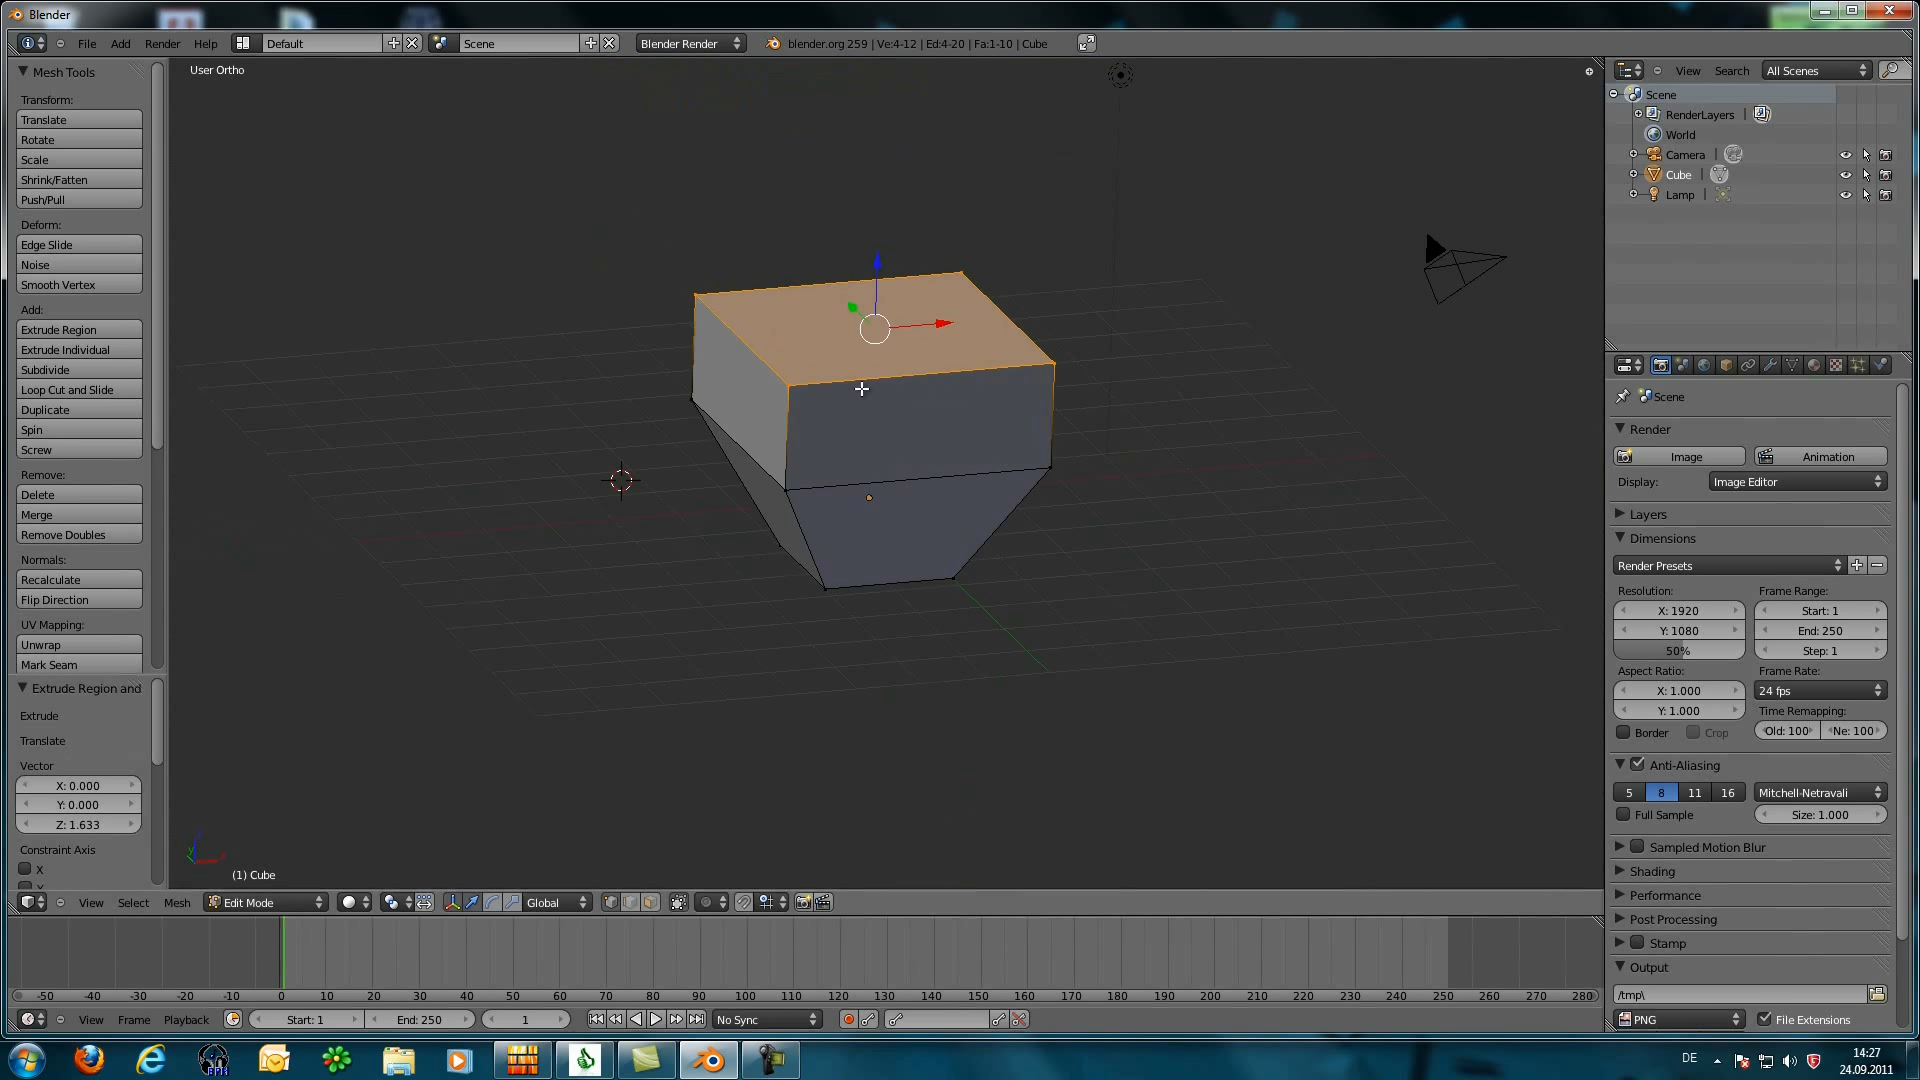 Blender
File Add Render Help Default Scene Blender Render blender.org 259 | Ve:4-12 | Ed:4-20 | Fa:1-10 | Cube
Mesh Tools
Transform:
Translate
Rotate
Scale
Shrink/Fatten
Push/Pull
Deform:
Edge Slide
Noise
Smooth Vertex
Add:
Extrude Region
Extrude Individual
Subdivide
Loop Cut and Slide
Duplicate
Spin
Screw
Remove:
Delete
Merge
Remove Doubles
Normals:
Recalculate
Flip Direction
UV Mapping:
Unwrap
Mark Seam
Extrude Region and
Extrude
Translate
Vector
X: 0.000
Y: 0.000
Z: 1.633
Constraint Axis
X
User Ortho
(1) Cube
View Select Mesh Edit Mode Global
-50 -40 -30 -20 -10 0 10 20 30 40 50 60 70 80 90 100 110 120 130 140 150 160 170 180 190 200 210 220 230 240 250 260 270 280
View Frame Playback Start: 1 End: 250 1 No Sync
View Search All Scenes
Scene
RenderLayers
World
Camera
Cube
Lamp
Scene
Render
Image Animation
Display: Image Editor
Layers
Dimensions
Render Presets
Resolution: Frame Range:
X: 1920 Start: 1
Y: 1080 End: 250
50% Step: 1
Aspect Ratio: Frame Rate:
X: 1.000 24 fps
Y: 1.000 Time Remapping:
Border Crop Old: 100 Ne: 100
Anti-Aliasing
5 8 11 16 Mitchell-Netravali
Full Sample Size: 1.000
Sampled Motion Blur
Shading
Performance
Post Processing
Stamp
Output
/tmp\
PNG File Extensions
DE 14:27
24.09.2011